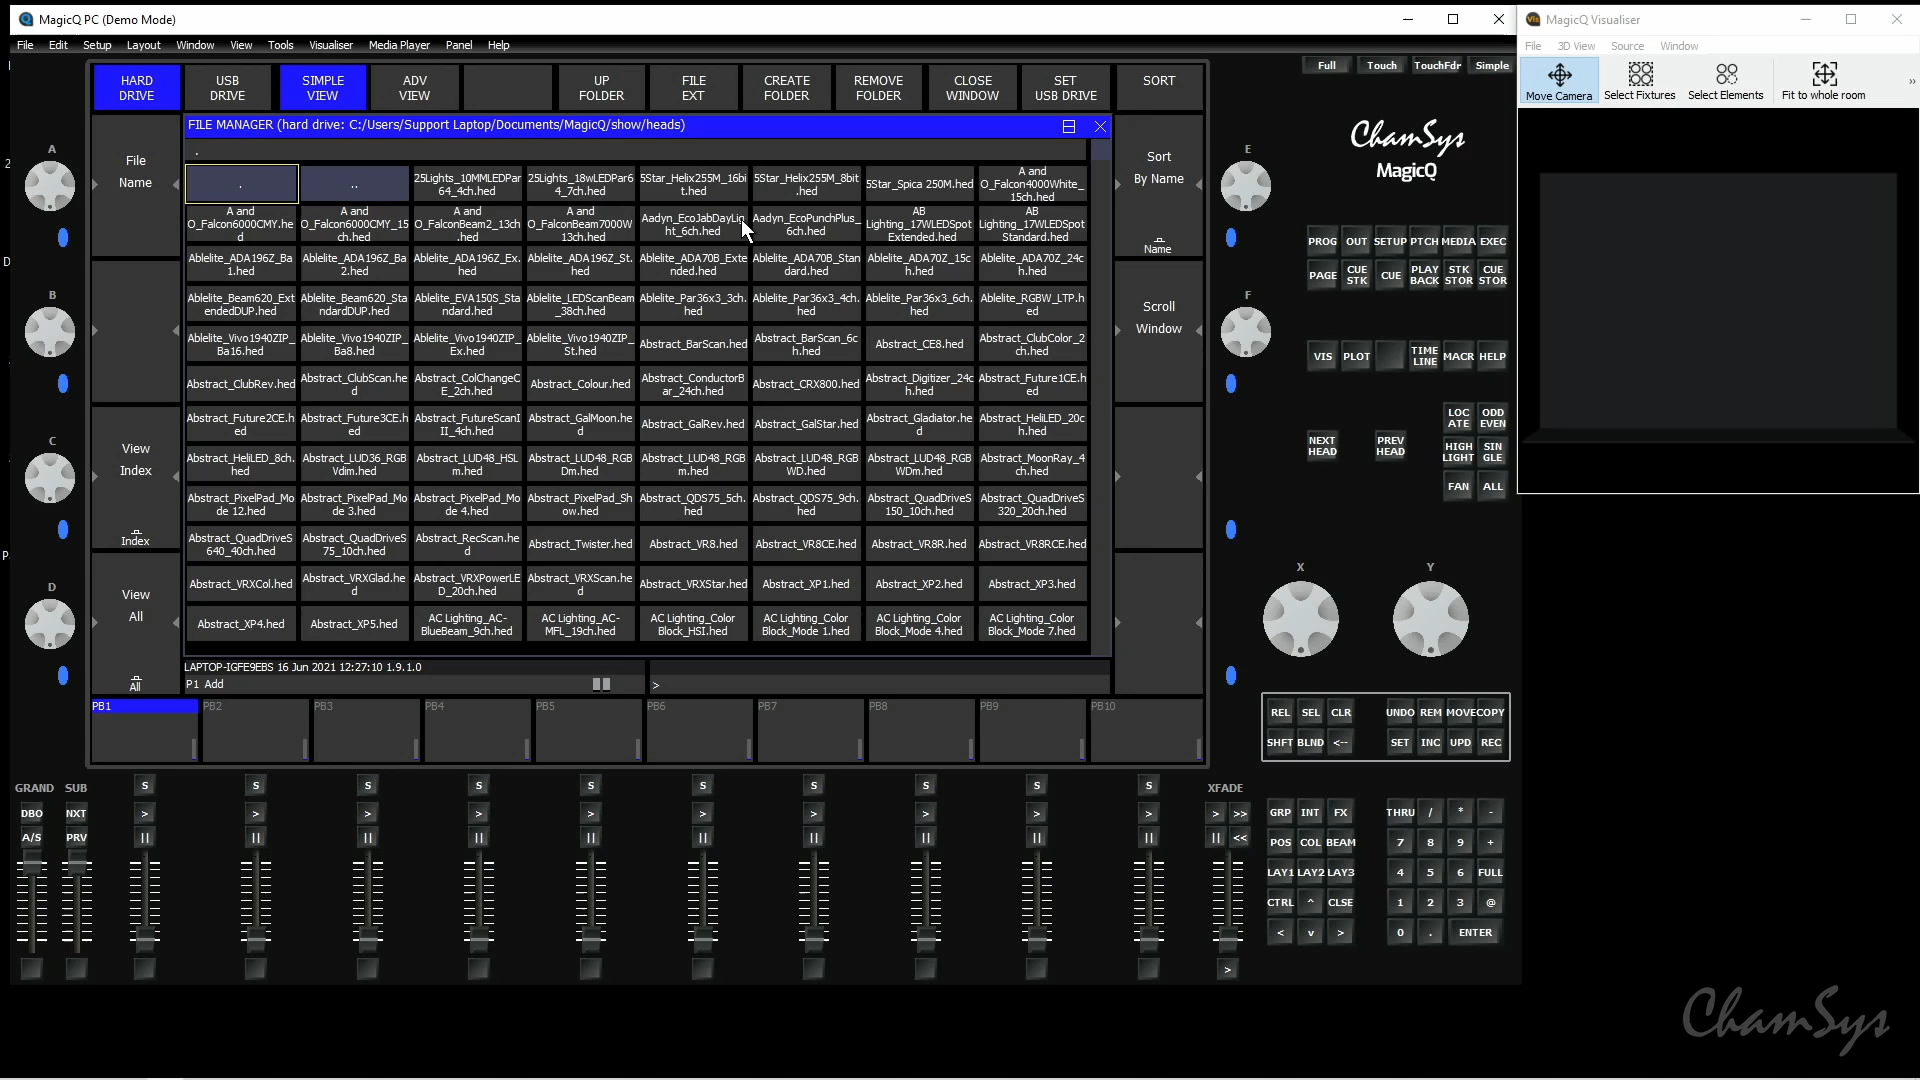 MagicQ PC (Demo Mode)
File Edit Setup Layout Window View Tools Visualiser Media Player Panel Help
HARD DRIVE
USB DRIVE
SIMPLE VIEW
ADV VIEW
UP FOLDER
FILE EXT
CREATE FOLDER
REMOVE FOLDER
CLOSE WINDOW
SET USB DRIVE
SORT
FILE MANAGER (hard drive: C:/Users/Support Laptop/Documents/MagicQ/show/heads)
.
. .. 25Lights_10MMLEDPar64_4ch.hed 25Lights_18wLEDPar64_7ch.hed 5Star_Helix255M_16bit.hed 5Star_Helix255M_8bit.hed 5Star_Spica 250M.hed A and O_Falcon4000White_15ch.hed
A and O_Falcon6000CMY.hed A and O_Falcon6000CMY_15ch.hed A and O_FalconBeam2_13ch.hed A and O_FalconBeam7000W13ch.hed Aadyn_EcoJabDayLight_6ch.hed Aadyn_EcoPunchPlus_6ch.hed AB Lighting_17WLEDSpotExtended.hed AB Lighting_17WLEDSpotStandard.hed
Ablelite_ADA196Z_Ba1.hed Ablelite_ADA196Z_Ba2.hed Ablelite_ADA196Z_Ex.hed Ablelite_ADA196Z_St.hed Ablelite_ADA70B_Extended.hed Ablelite_ADA70B_Standard.hed Ablelite_ADA70Z_15ch.hed Ablelite_ADA70Z_24ch.hed
Ablelite_Beam620_ExtendedDUP.hed Ablelite_Beam620_StandardDUP.hed Ablelite_EVA150S_Standard.hed Ablelite_LEDScanBeam_38ch.hed Ablelite_Par36x3_3ch.hed Ablelite_Par36x3_4ch.hed Ablelite_Par36x3_6ch.hed Ablelite_RGBW_LTP.hed
Ablelite_Vivo1940ZIP_Ba16.hed Ablelite_Vivo1940ZIP_Ba8.hed Ablelite_Vivo1940ZIP_Ex.hed Ablelite_Vivo1940ZIP_St.hed Abstract_BarScan.hed Abstract_BarScan_6ch.hed Abstract_CE8.hed Abstract_ClubColor_2ch.hed
Abstract_ClubRev.hed Abstract_ClubScan.hed Abstract_ColChangeCE_2ch.hed Abstract_Colour.hed Abstract_ConductorBar_24ch.hed Abstract_CRX800.hed Abstract_Digitizer_24ch.hed Abstract_Future1CE.hed
Abstract_Future2CE.hed Abstract_Future3CE.hed Abstract_FutureScanIII_4ch.hed Abstract_GalMoon.hed Abstract_GalRev.hed Abstract_GalStar.hed Abstract_Gladiator.hed Abstract_HeliLED_20ch.hed
Abstract_HeliLED_8ch.hed Abstract_LUD36_RGBVdim.hed Abstract_LUD48_HSLm.hed Abstract_LUD48_RGBDm.hed Abstract_LUD48_RGBm.hed Abstract_LUD48_RGBWD.hed Abstract_LUD48_RGBWDm.hed Abstract_MoonRay_4ch.hed
Abstract_PixelPad_Mode 12.hed Abstract_PixelPad_Mode 3.hed Abstract_PixelPad_Mode 4.hed Abstract_PixelPad_Show.hed Abstract_QDS75_5ch.hed Abstract_QDS75_9ch.hed Abstract_QuadDriveS150_10ch.hed Abstract_QuadDriveS320_20ch.hed
Abstract_QuadDriveS640_40ch.hed Abstract_QuadDriveS75_10ch.hed Abstract_RecScan.hed Abstract_Twister.hed Abstract_VR8.hed Abstract_VR8CE.hed Abstract_VR8R.hed Abstract_VR8RCE.hed
Abstract_VRXCol.hed Abstract_VRXGlad.hed Abstract_VRXPowerLED_20ch.hed Abstract_VRXScan.hed Abstract_VRXStar.hed Abstract_XP1.hed Abstract_XP2.hed Abstract_XP3.hed
Abstract_XP4.hed Abstract_XP5.hed AC Lighting_AC-BlueBeam_9ch.hed AC Lighting_AC-MFL_19ch.hed AC Lighting_Color Block_HSI.hed AC Lighting_Color Block_Mode 1.hed AC Lighting_Color Block_Mode 4.hed AC Lighting_Color Block_Mode 7.hed
File Name
View Index
Index
View All
All
Sort By Name
Name
Scroll Window
A
B
C
D
E
F
LAPTOP-IGFE9EBS 16 Jun 2021 12:27:10 1.9.1.0
P1 Add
>
PB1 PB2 PB3 PB4 PB5 PB6 PB7 PB8 PB9 PB10
GRAND SUB XFADE
S S S S S S S S S S
DBO NXT > > > > > > > > > > > >>
A/S PRV || || || || || || || || || || || <<
>
Full Touch TouchFdr Simple
ChamSys
MagicQ
PROG OUT SETUP PTCH MEDIA EXEC
PAGE CUE STK CUE PLAY BACK STK STOR CUE STOR
VIS PLOT TIME LINE MACR HELP
LOC ATE ODD EVEN
NEXT HEAD PREV HEAD HIGH LIGHT SIN GLE
FAN ALL
X Y
REL SEL CLR UNDO REM MOVE COPY
SHFT BLND <-- SET INC UPD REC
GRP INT FX THRU / * -
POS COL BEAM 7 8 9 +
LAY1 LAY2 LAY3 4 5 6 FULL
CTRL ^ CLSE 1 2 3 @
< v > 0 . ENTER
MagicQ Visualiser
File 3D View Source Window
Move Camera Select Fixtures Select Elements Fit to whole room »
ChamSys